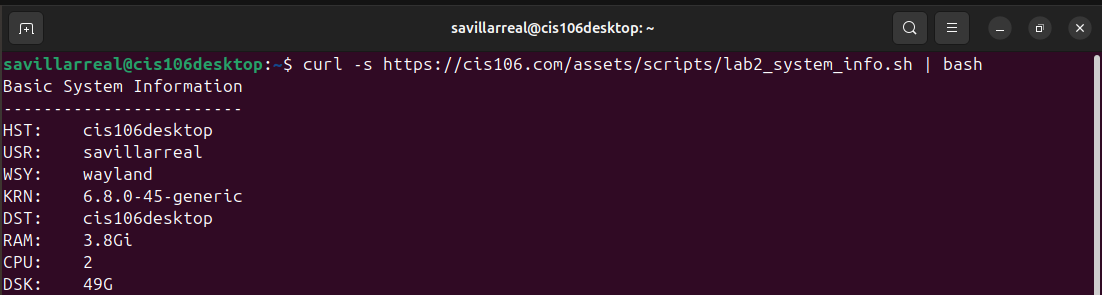 savillarreal@cis106desktop: ~
savillarreal@cis106desktop:~$ curl -s https://cis106.com/assets/scripts/lab2_system_info.sh | bash
Basic System Information
------------------------
HST:    cis106desktop
USR:    savillarreal
WSY:    wayland
KRN:    6.8.0-45-generic
DST:    cis106desktop
RAM:    3.8Gi
CPU:    2
DSK:    49G